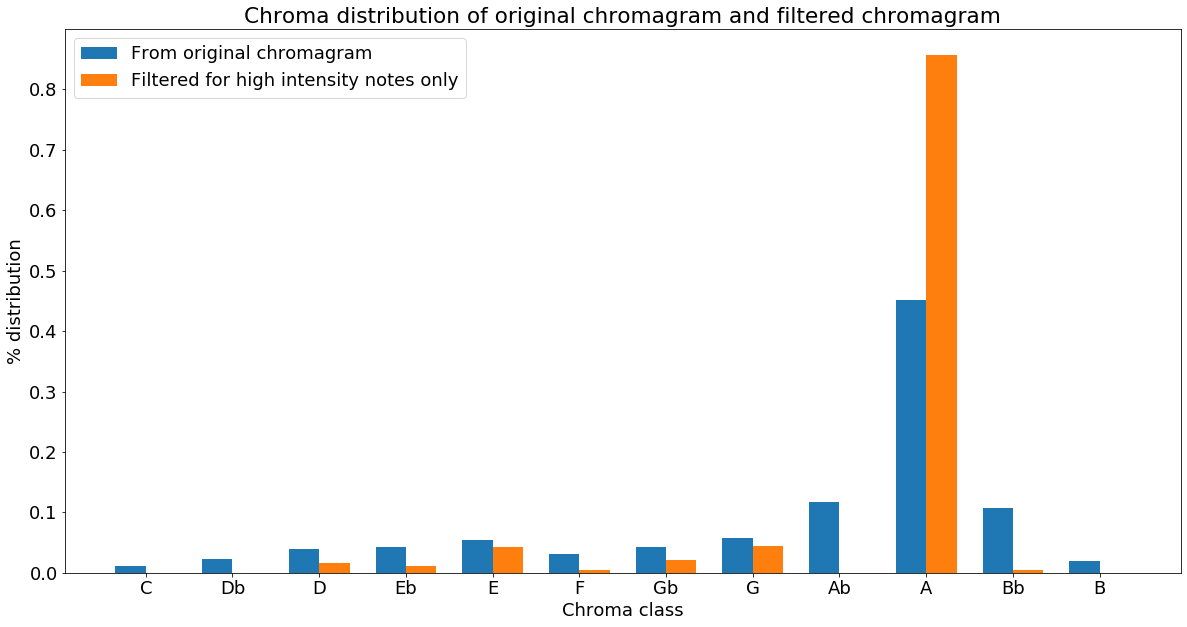 Chroma distribution of original chromagram and filtered chromagram
From original chromagram
Filtered for high intensity notes only
% distribution
0.8
0.7
0.6
0.5
0.4
0.3
0.2
0.1
0.0
C Db D Eb E F Gb G Ab A Bb B
Chroma class